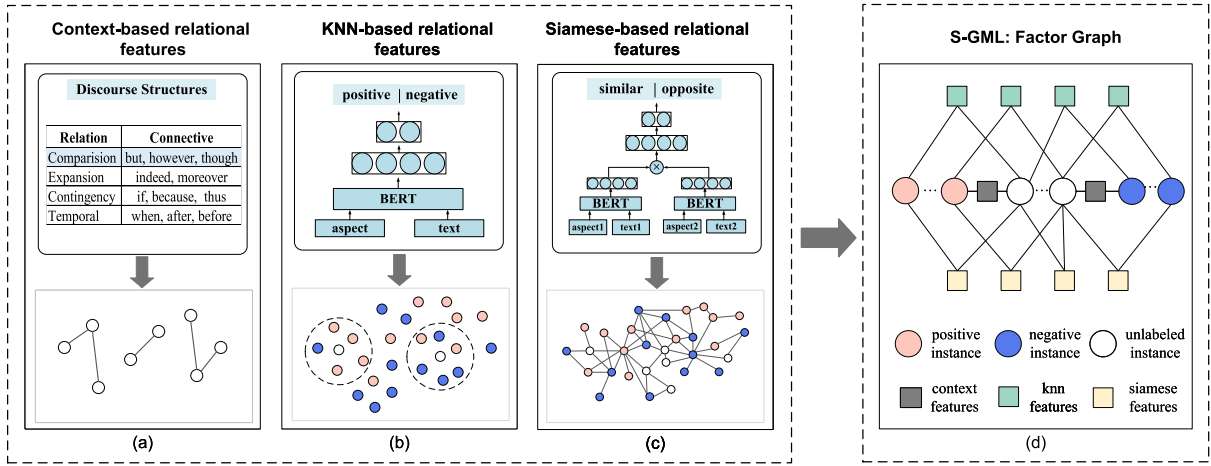 Context-based relational
features
Discourse Structures
Relation Connective
Comparision but, however, though
Expansion indeed, moreover
Contingency if, because, thus
Temporal when, after, before
(a)
KNN-based relational
features
positive | negative
BERT
aspect text
(b)
Siamese-based relational
features
similar | opposite
×
BERT BERT
aspect1 text1 aspect2 text2
(c)
S-GML: Factor Graph
... ... ...
positive
instance
negative
instance
unlabeled
instance
context
features
knn
features
siamese
features
(d)